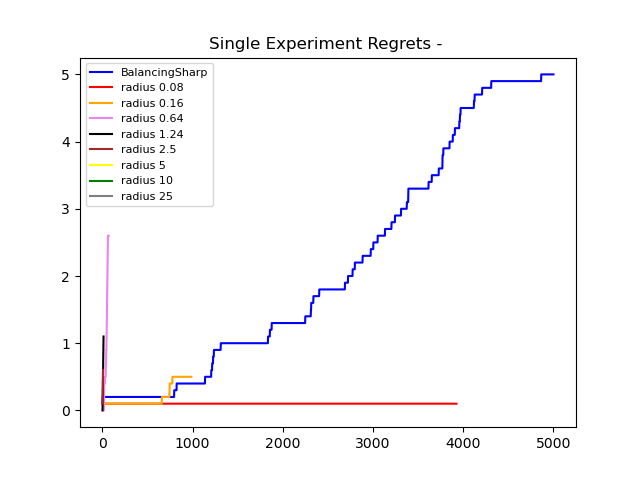 Single Experiment Regrets -
BalancingSharp
radius 0.08
radius 0.16
radius 0.64
radius 1.24
radius 2.5
radius 5
radius 10
radius 25
5
4
3
2
1
0
0 1000 2000 3000 4000 5000